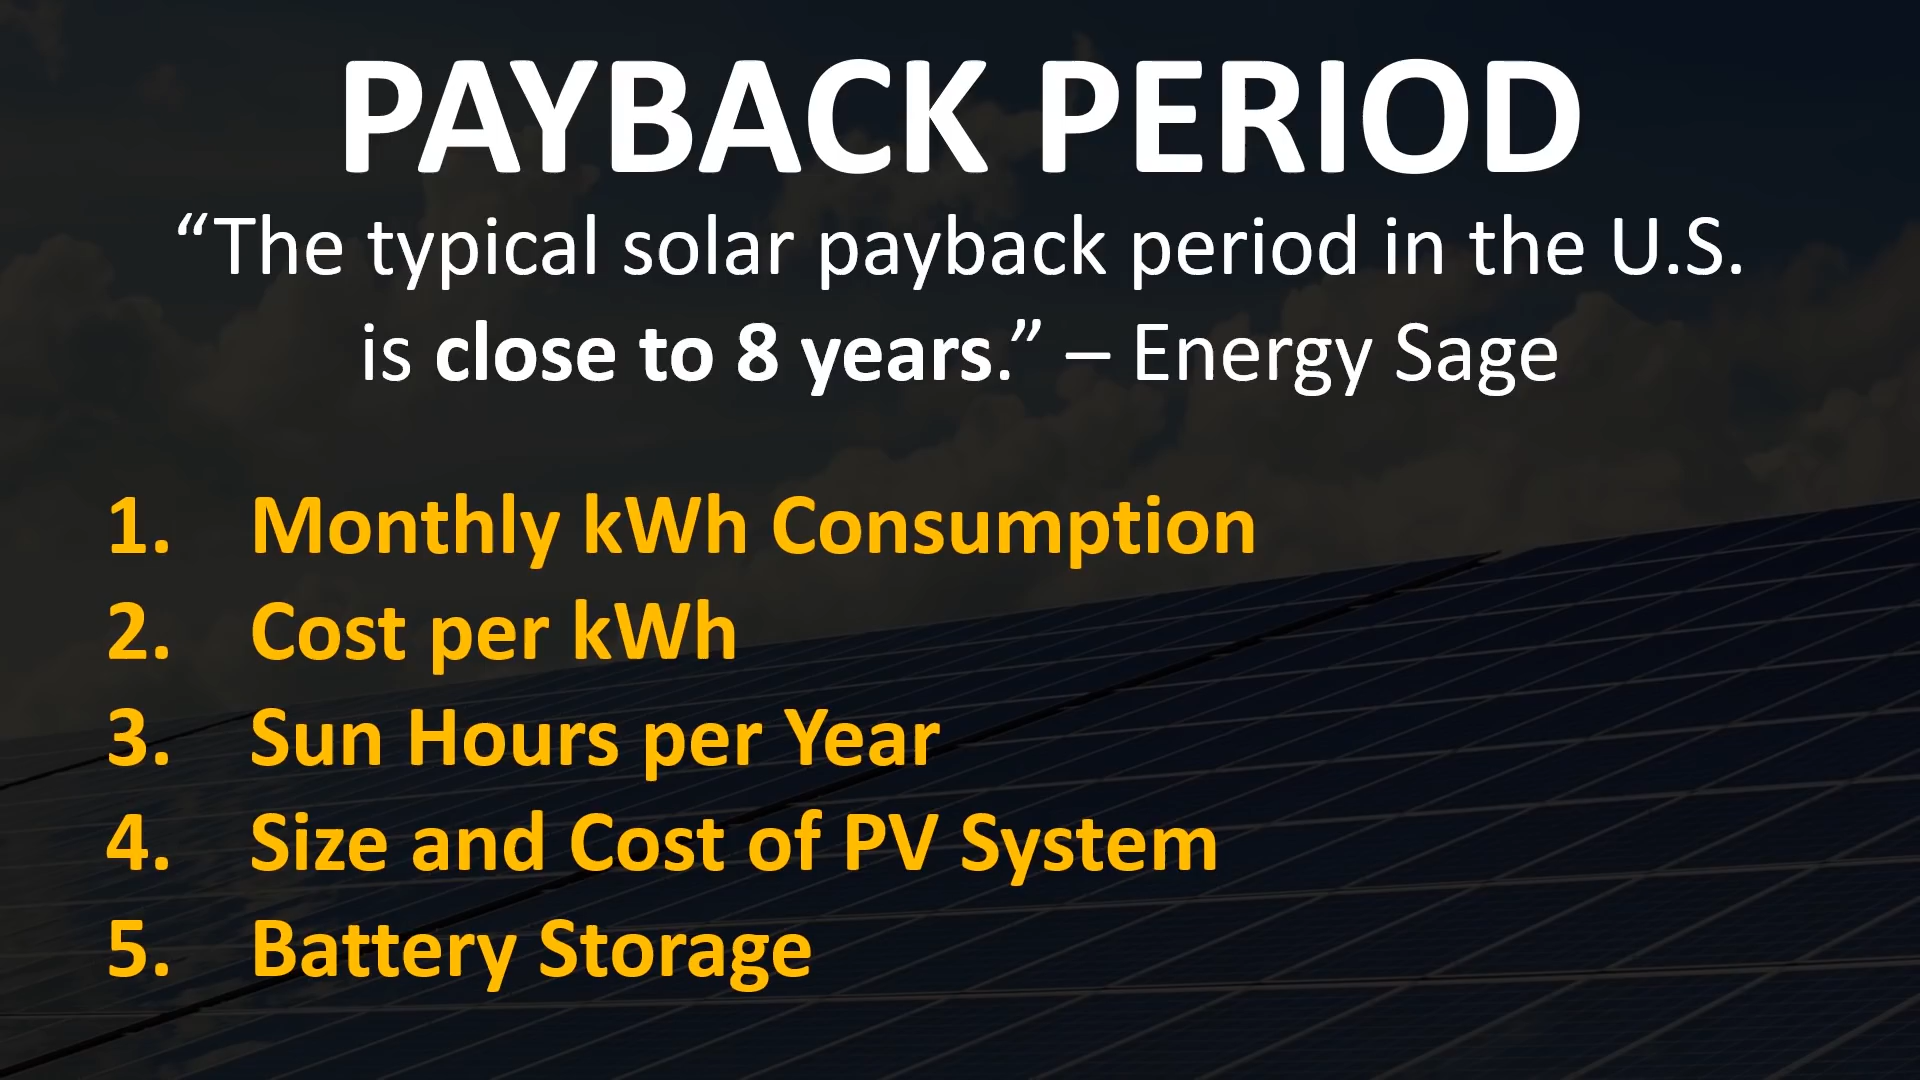 PAYBACK PERIOD
“The typical solar payback period in the U.S.
is close to 8 years.” – Energy Sage
1. Monthly kWh Consumption
2. Cost per kWh
3. Sun Hours per Year
4. Size and Cost of PV System
5. Battery Storage